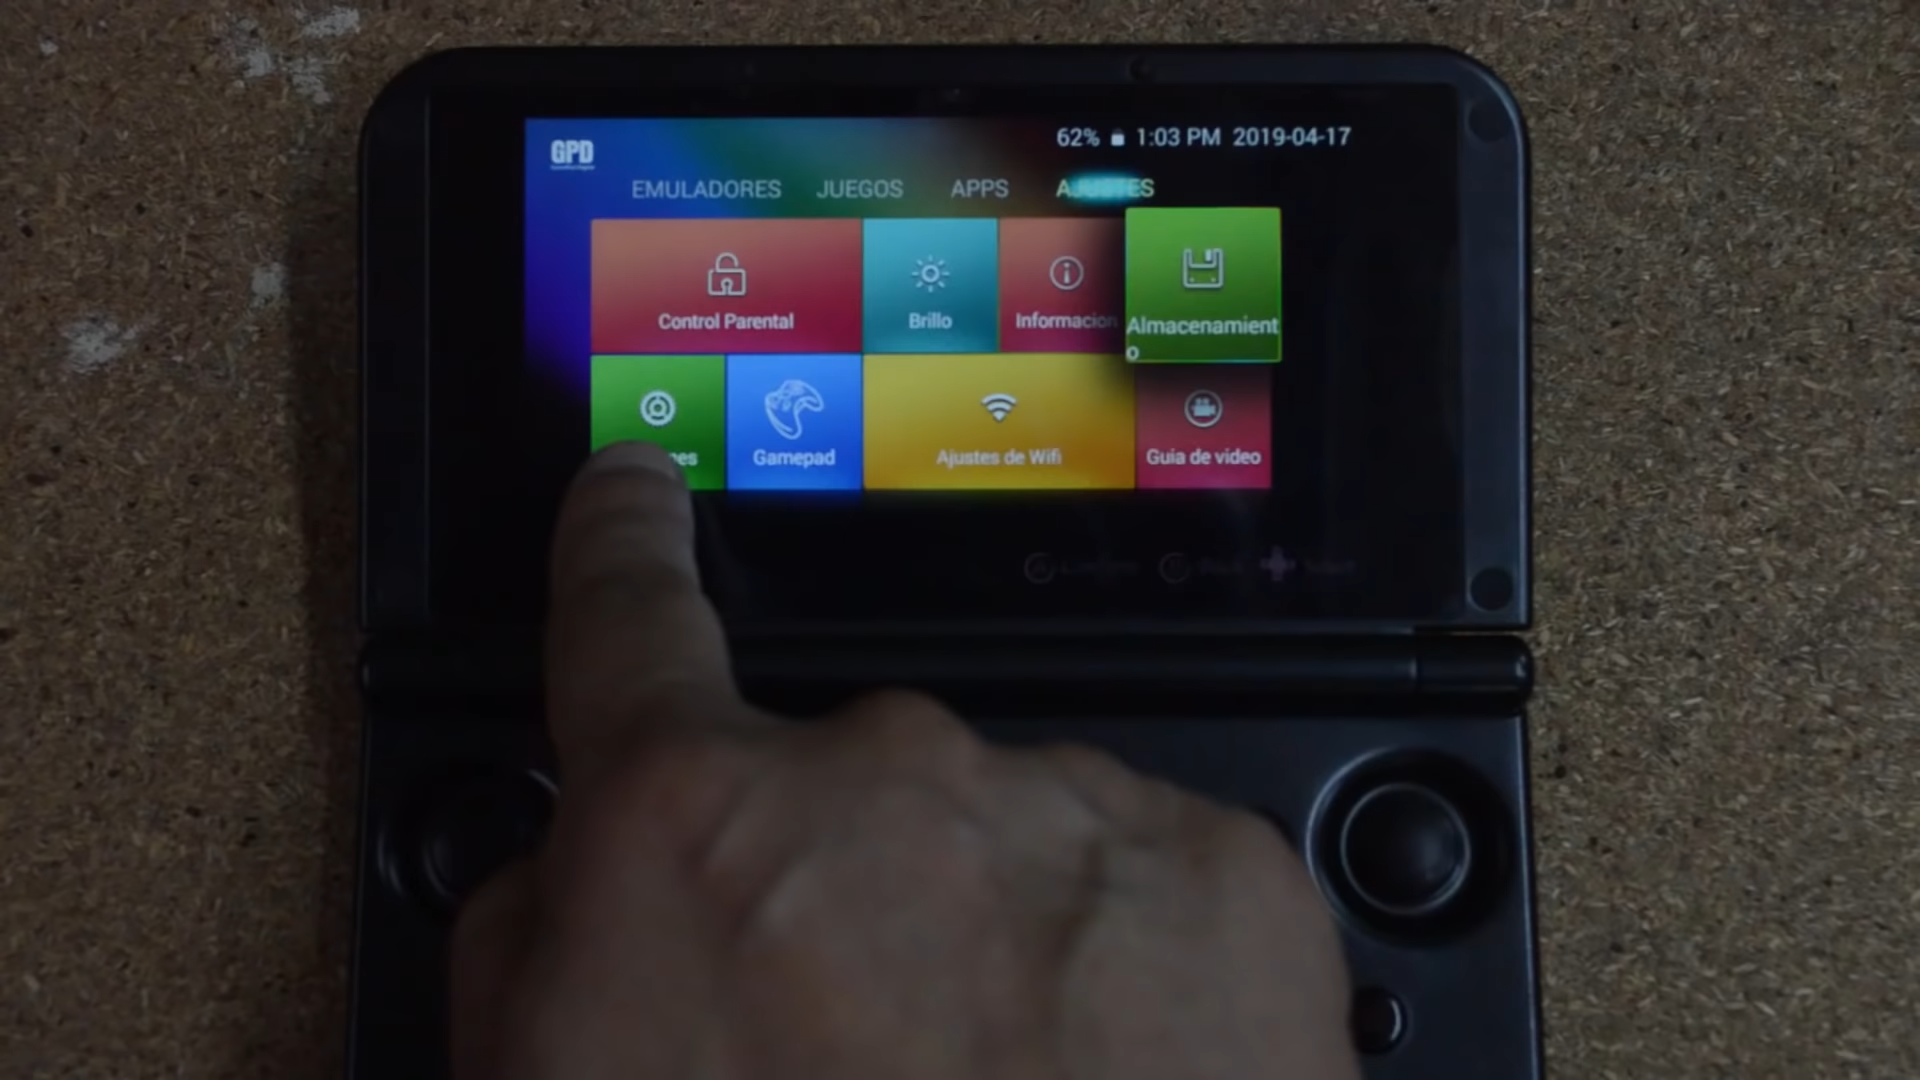 GPD
62% 1:03 PM 2019-04-17
EMULADORES JUEGOS APPS AJUSTES
Control Parental
Brillo
Informacion
Almacenamient
o
Gamepad
Ajustes de Wifi
Guia de video